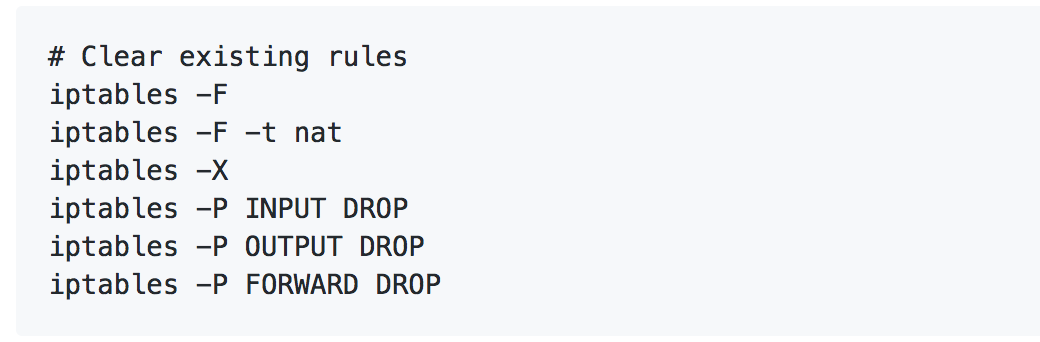 # Clear existing rules
iptables -F
iptables -F -t nat
iptables -X
iptables -P INPUT DROP
iptables -P OUTPUT DROP
iptables -P FORWARD DROP